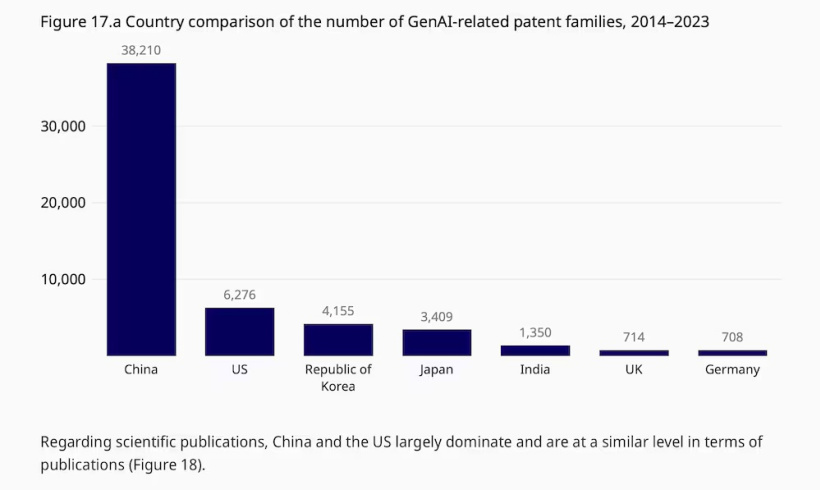 Figure 17.a Country comparison of the number of GenAI-related patent families, 2014–2023
38,210
30,000
20,000
10,000
6,276
4,155
3,409
1,350
714
708
China
US
Republic of
Korea
Japan
India
UK
Germany
Regarding scientific publications, China and the US largely dominate and are at a similar level in terms of
publications (Figure 18).